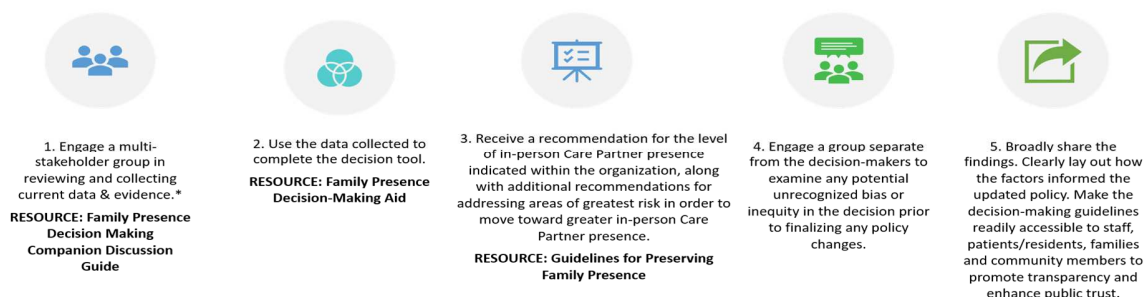 1. Engage a multi-
stakeholder group in
reviewing and collecting
current data & evidence.*
RESOURCE: Family Presence
Decision Making
Companion Discussion
Guide
2. Use the data collected to
complete the decision tool.
RESOURCE: Family Presence
Decision-Making Aid
3. Receive a recommendation for the level
of in-person Care Partner presence
indicated within the organization, along
with additional recommendations for
addressing areas of greatest risk in order to
move toward greater in-person Care
Partner presence.
RESOURCE: Guidelines for Preserving
Family Presence
4. Engage a group separate
from the decision-makers to
examine any potential
unrecognized bias or
inequity in the decision prior
to finalizing any policy
changes.
5. Broadly share the
findings. Clearly lay out how
the factors informed the
updated policy. Make the
decision-making guidelines
readily accessible to staff,
patients/residents, families
and community members to
promote transparency and
enhance public trust.